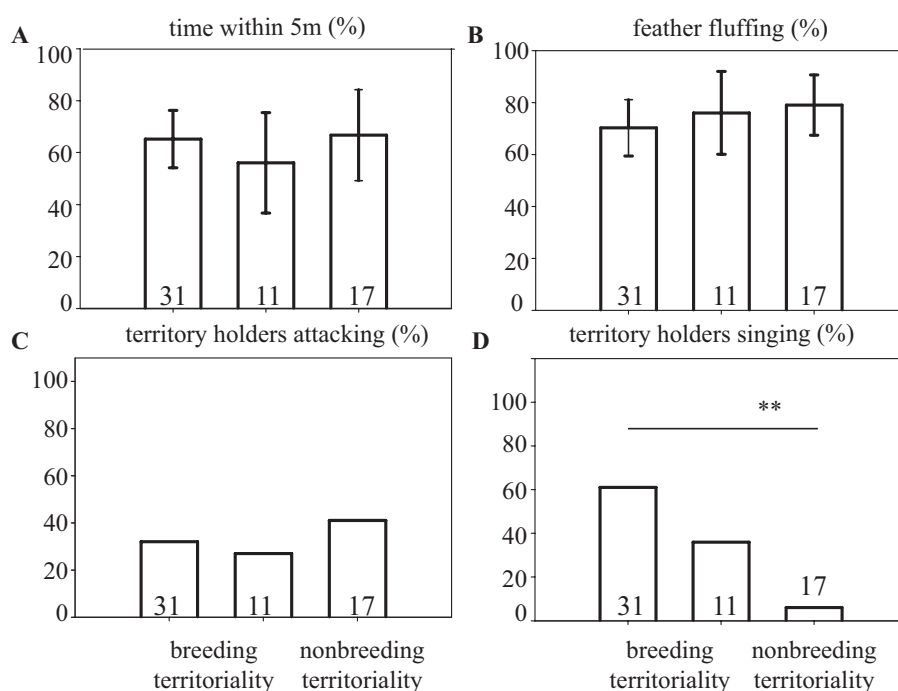 A time within 5m (%)
100
80
60
40
20
0
31 11 17
B feather fluffing (%)
100
80
60
40
20
0
31 11 17
C territory holders attacking (%)
100
80
60
40
20
0
31 11 17
breeding nonbreeding
territoriality territoriality
D territory holders singing (%)
100
80
60
40
20
0
**
31 11 17
breeding nonbreeding
territoriality territoriality